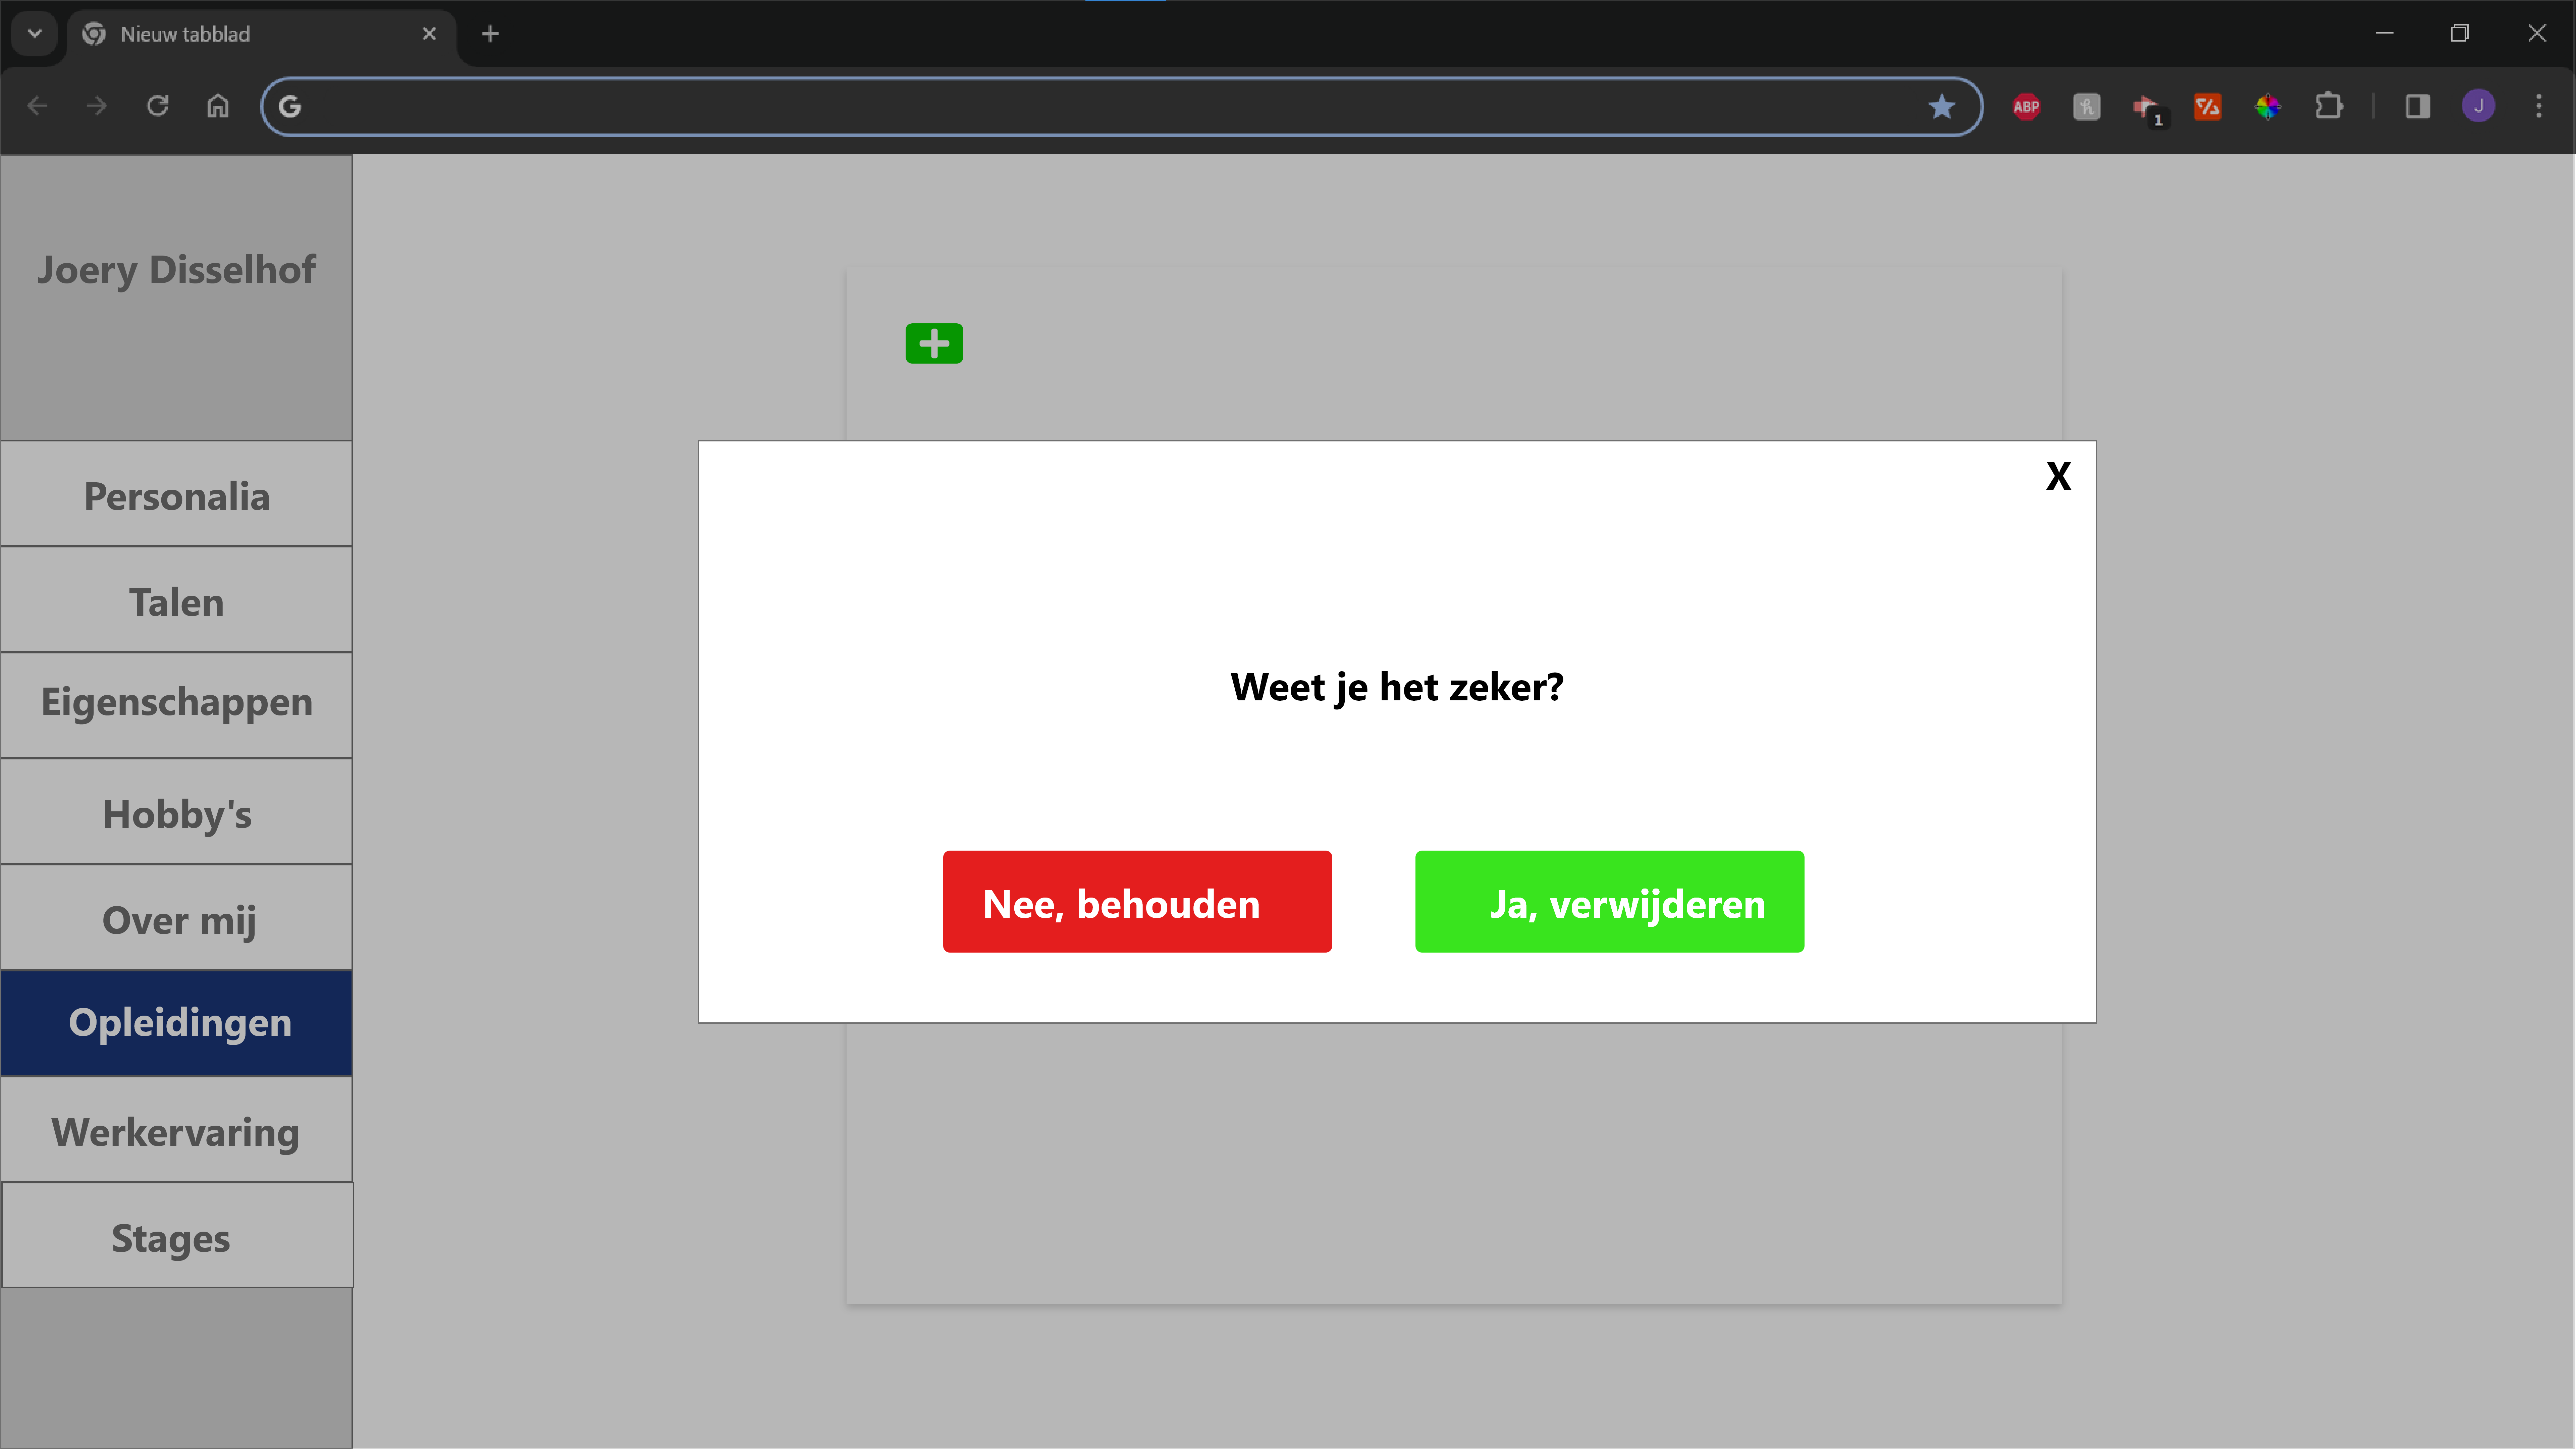 Nieuw tabblad
ABP
1
J
Joery Disselhof
Personalia
Talen
Eigenschappen
Hobby's
Over mij
Opleidingen
Werkervaring
Stages
X
Weet je het zeker?
Nee, behouden
Ja, verwijderen